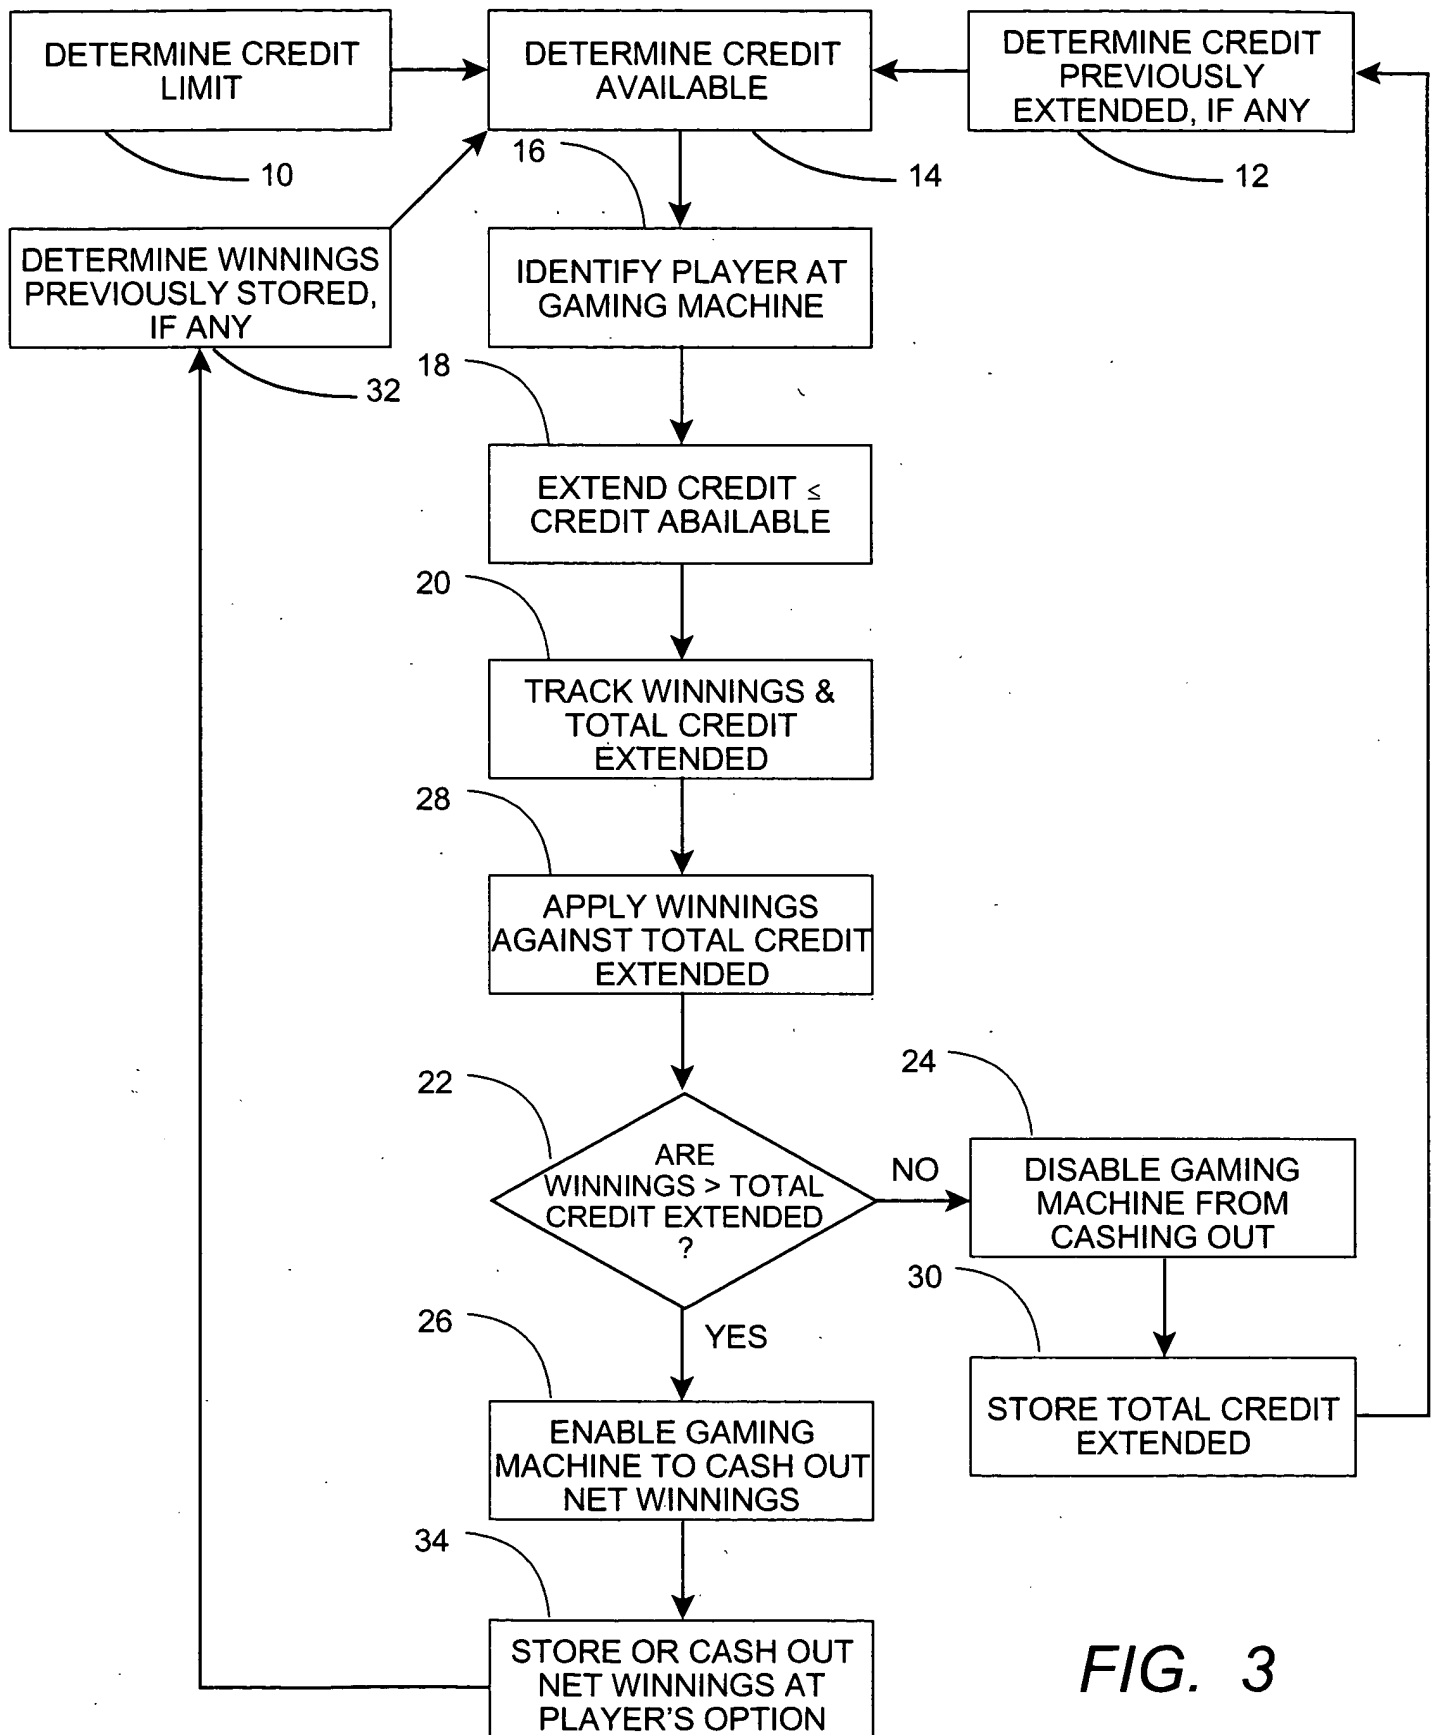 DETERMINE CREDIT
LIMIT
10
DETERMINE CREDIT
AVAILABLE
14
DETERMINE CREDIT
PREVIOUSLY
EXTENDED, IF ANY
12
DETERMINE WINNINGS
PREVIOUSLY STORED,
IF ANY
32
16
IDENTIFY PLAYER AT
GAMING MACHINE
18
EXTEND CREDIT ≤
CREDIT ABAILABLE
20
TRACK WINNINGS &
TOTAL CREDIT
EXTENDED
28
APPLY WINNINGS
AGAINST TOTAL CREDIT
EXTENDED
22
ARE
WINNINGS > TOTAL
CREDIT EXTENDED
?
NO
24
DISABLE GAMING
MACHINE FROM
CASHING OUT
30
STORE TOTAL CREDIT
EXTENDED
YES
26
ENABLE GAMING
MACHINE TO CASH OUT
NET WINNINGS
34
STORE OR CASH OUT
NET WINNINGS AT
PLAYER'S OPTION
FIG. 3